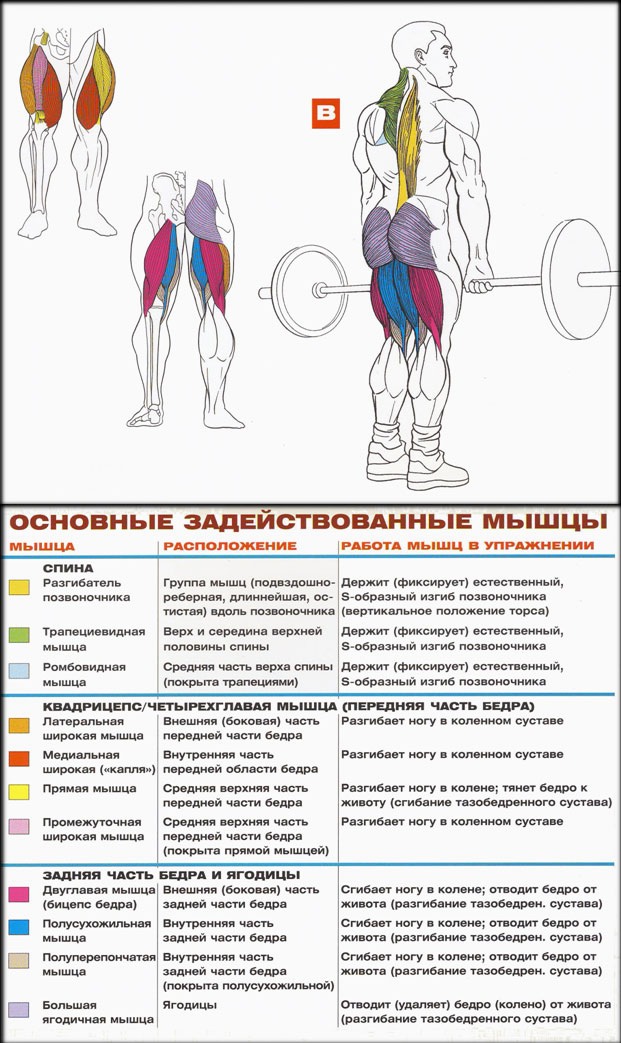 B
ОСНОВНЫЕ ЗАДЕЙСТВОВАННЫЕ МЫШЦЫ
МЫШЦА
РАСПОЛОЖЕНИЕ
РАБОТА МЫШЦ В УПРАЖНЕНИИ
СПИНА
Разгибатель
позвоночника
Группа мышц (подвздошно-
реберная, длиннейшая, ос-
тистая) вдоль позвоночника
Держит (фиксирует) естественный,
S-образный изгиб позвоночника
(вертикальное положение торса)
Трапециевидная
мышца
Верх и середина верхней
половины спины
Держит (фиксирует) естественный,
S-образный изгиб позвоночника
Ромбовидная
мышца
Средняя часть верха спины
(покрыта трапециями)
Держит (фиксирует) естественный,
S-образный изгиб позвоночника
КВАДРИЦЕПС/ЧЕТЫРЕХГЛАВАЯ МЫШЦА (ПЕРЕДНЯЯ ЧАСТЬ БЕДРА)
Латеральная
широкая мышца
Внешняя (боковая) часть
передней части бедра
Разгибает ногу в коленном суставе
Медиальная
широкая («капля»)
Внутренняя часть
передней области бедра
Разгибает ногу в коленном суставе
Прямая мышца
Средняя верхняя часть
передней части бедра
Разгибает ногу в колене; тянет бедро к
животу (сгибание тазобедренного сустава)
Промежуточная
широкая мышца
Средняя верхняя часть
передней части бедра
(покрыта прямой мышцей)
Разгибает ногу в коленном суставе
ЗАДНЯЯ ЧАСТЬ БЕДРА И ЯГОДИЦЫ
Двуглавая мышца
(бицепс бедра)
Внешняя (боковая) часть
задней части бедра
Сгибает ногу в колене; отводит бедро от
живота (разгибание тазобедрен. сустава)
Полусухожильная
мышца
Внутренняя часть
задней части бедра
Сгибает ногу в колене; отводит бедро от
живота (разгибание тазобедрен. сустава)
Полуперепончатая
мышца
Внутренняя часть
задней части бедра
(покрыта полусухожильной)
Сгибает ногу в колене; отводит бедро от
живота (разгибание тазобедрен. сустава)
Большая
ягодичная мышца
Ягодицы
Отводит (удаляет) бедро (колено) от живота
(разгибание тазобедренного сустава)